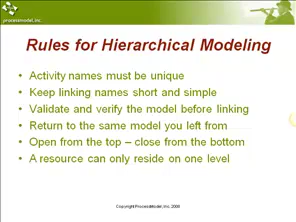 processmodel, inc.
Rules for Hierarchical Modeling
• Activity names must be unique
• Keep linking names short and simple
• Validate and verify the model before linking
• Return to the same model you left from
• Open from the top – close from the bottom
• A resource can only reside on one level
Copyright ProcessModel, Inc. 2008